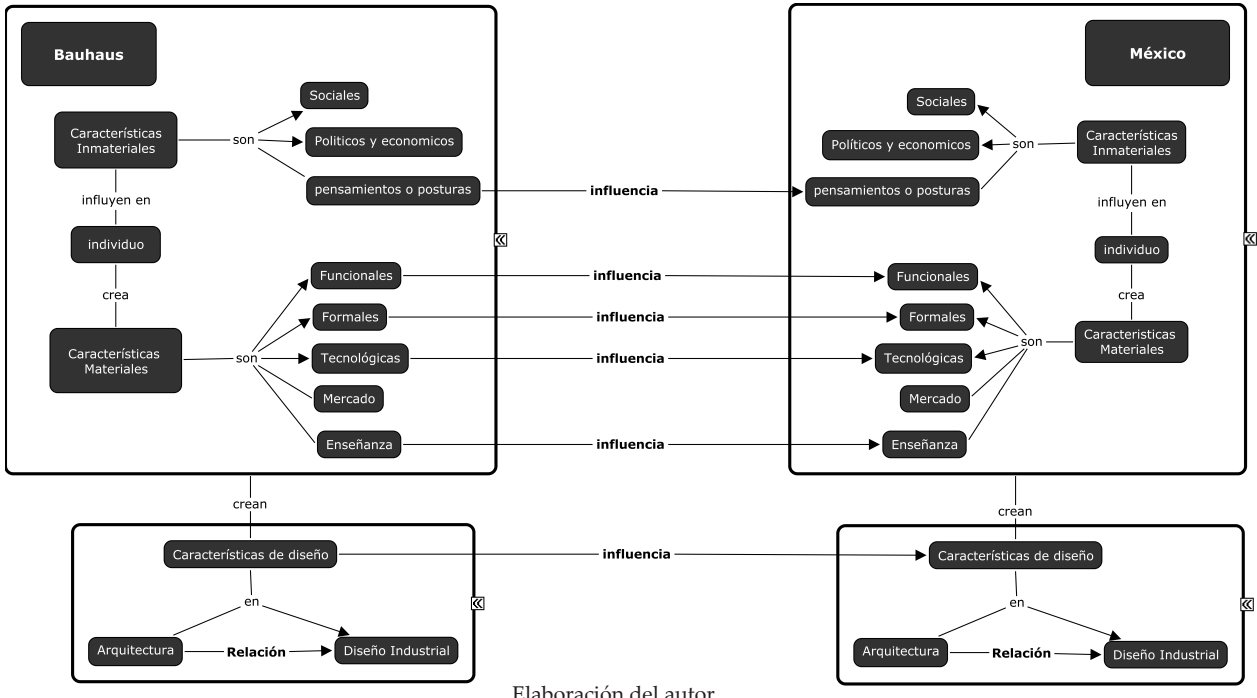 Bauhaus
Características
Inmateriales
son
Sociales
Politicos y economicos
pensamientos o posturas
influyen en
individuo
crea
Características
Materiales
son
Funcionales
Formales
Tecnológicas
Mercado
Enseñanza
influencia
influencia
influencia
influencia
influencia
México
Características
Inmateriales
son
Sociales
Políticos y economicos
pensamientos o posturas
influyen en
individuo
crea
Caracteristicas
Materiales
son
Funcionales
Formales
Tecnológicas
Mercado
Enseñanza
crean
Características de diseño
en
Arquitectura
Relación
Diseño Industrial
influencia
crean
Características de diseño
en
Arquitectura
Relación
Diseño Industrial
Elaboración del autor